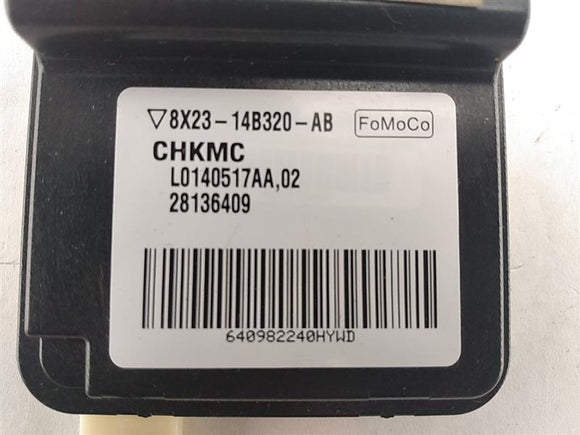 ▽8X23-14B320-AB FoMoCo
CHKMC
L0140517AA,02
28136409
640982240HYWD